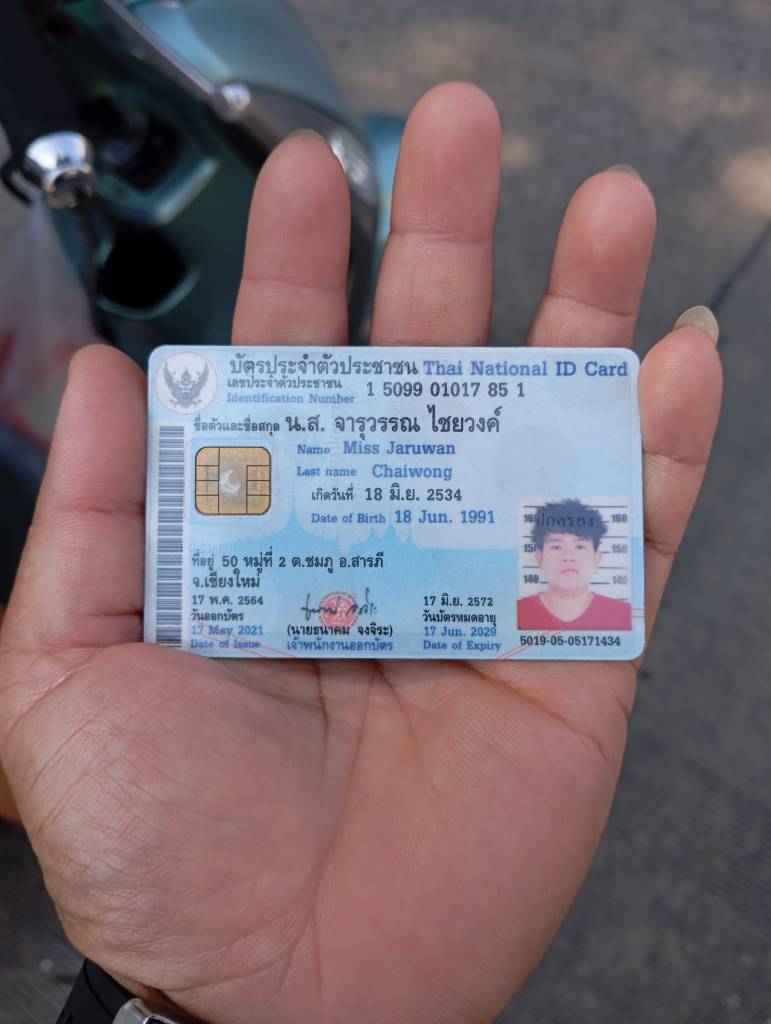 บัตรประจำตัวประชาชน Thai National ID Card
เลขประจำตัวประชาชน
Identification Number 1 5099 01017 85 1
ชื่อตัวและชื่อสกุล น.ส. จารุวรรณ ไชยวงค์
Name Miss Jaruwan
Last name Chaiwong
เกิดวันที่ 18 มิ.ย. 2534
Date of Birth 18 Jun. 1991
ที่อยู่ 50 หมู่ที่ 2 ต.ชมภู อ.สารภี
จ.เชียงใหม่
17 พ.ค. 2564
วันออกบัตร
17 May 2021
Date of Issue
(นายธนาคม จงจิระ)
เจ้าพนักงานออกบัตร
17 มิ.ย. 2572
วันบัตรหมดอายุ
17 Jun. 2029
Date of Expiry
160 ปกครอง 160
150 150
140 140
5019-05-05171434